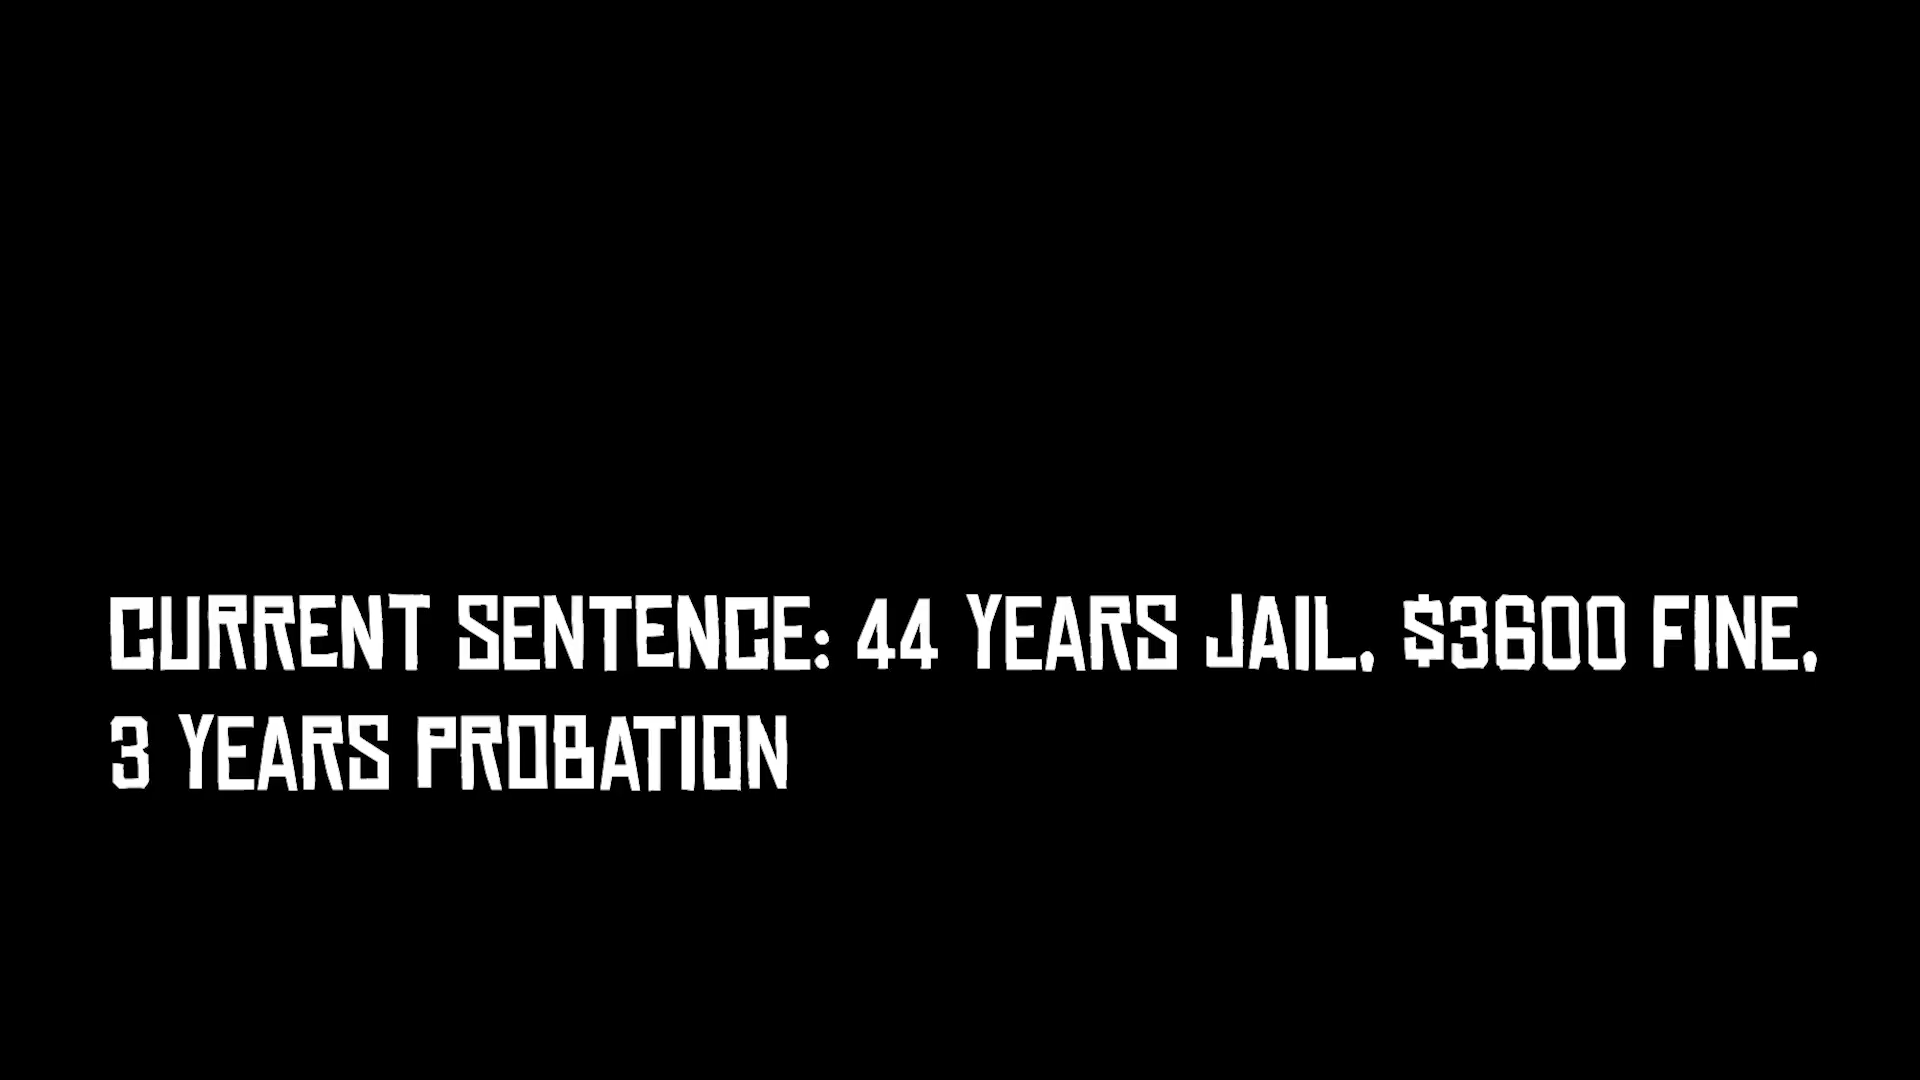 CURRENT SENTENCE: 44 YEARS JAIL, $3600 FINE,
3 YEARS PROBATION